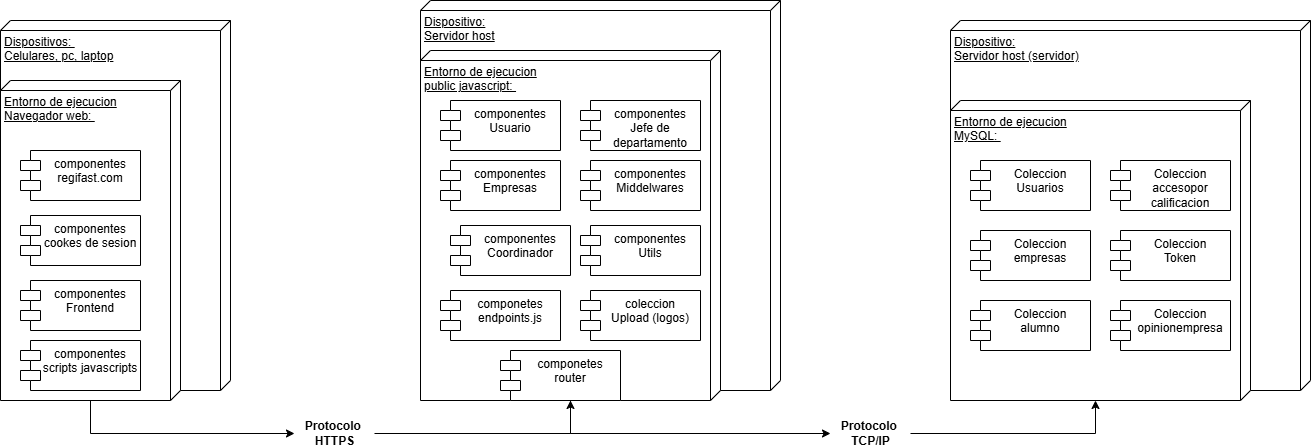 Dispositivos:
Celulares, pc, laptop
Entorno de ejecucion
Navegador web:
componentes
regifast.com
componentes
cookes de sesion
componentes
Frontend
componentes
scripts javascripts
Dispositivo:
Servidor host
Entorno de ejecucion
public javascript:
componentes
Usuario
componentes
Jefe de
departamento
componentes
Empresas
componentes
Middelwares
componentes
Coordinador
componentes
Utils
componetes
endpoints.js
coleccion
Upload (logos)
componetes
router
Dispositivo:
Servidor host (servidor)
Entorno de ejecucion
MySQL:
Coleccion
Usuarios
Coleccion
accesopor
calificacion
Coleccion
empresas
Coleccion
Token
Coleccion
alumno
Coleccion
opinionempresa
Protocolo
HTTPS
Protocolo
TCP/IP